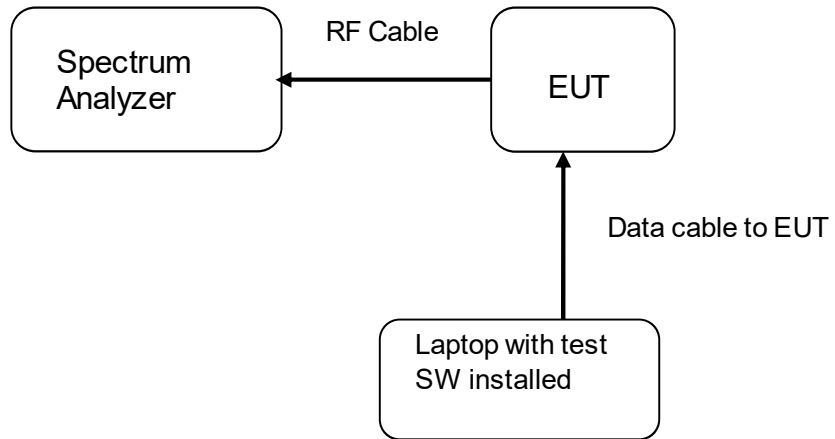 RF Cable
Spectrum
Analyzer
EUT
Data cable to EUT
Laptop with test
SW installed